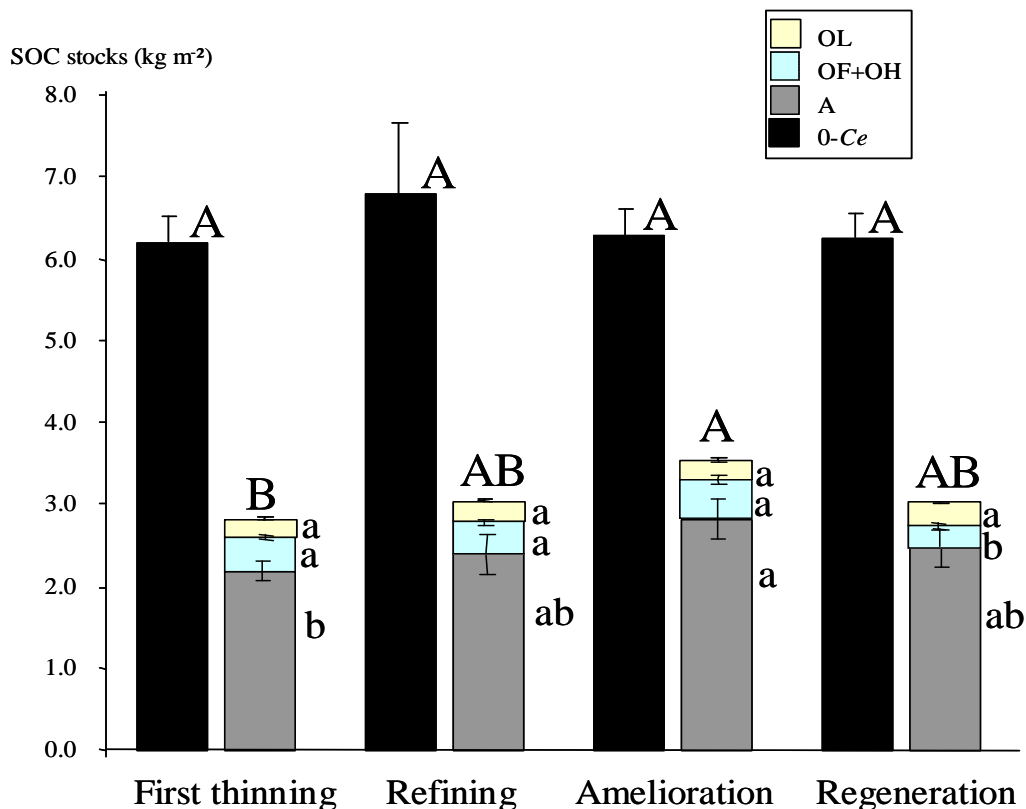 SOC stocks (kg m-²)
OL
OF+OH
A
0-Ce
8.0
7.0
6.0
5.0
4.0
3.0
2.0
1.0
0.0
A
B
a
a
b
A
AB
a
a
ab
A
A
a
a
a
A
AB
a
b
ab
First thinning
Refining
Amelioration
Regeneration